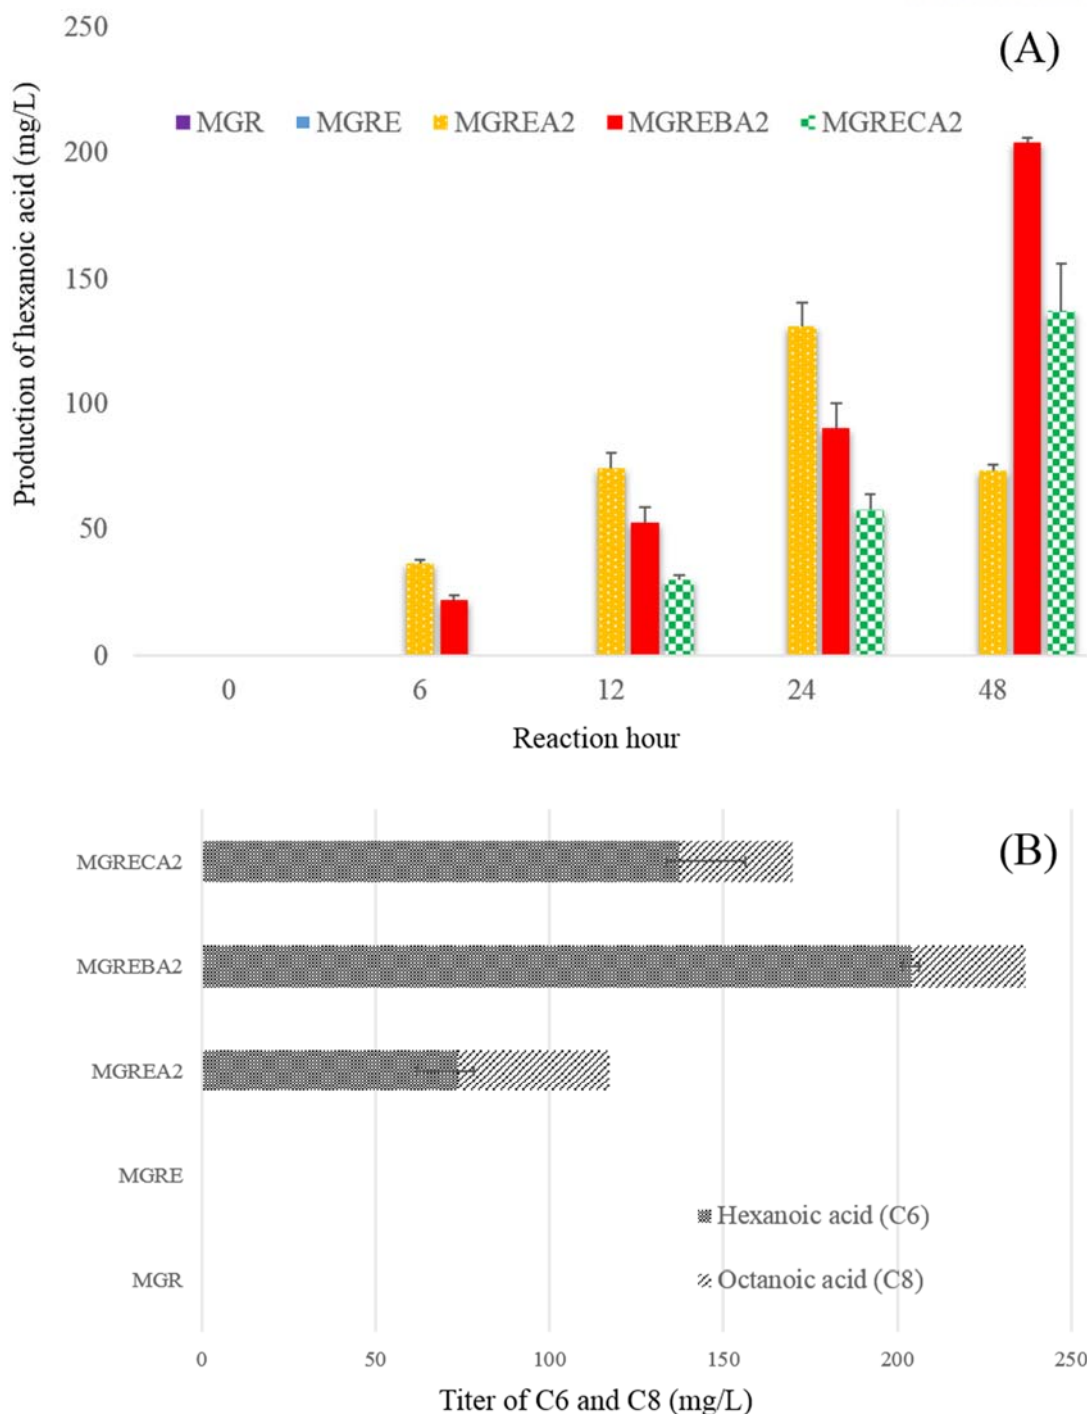 250
(A)
Production of hexanoic acid (mg/L)
MGR MGRE MGREA2 MGREBA2 MGRECA2
200
150
100
50
0
0 6 12 24 48
Reaction hour
(B)
MGRECA2
MGREBA2
MGREA2
MGRE
Hexanoic acid (C6)
MGR
Octanoic acid (C8)
0 50 100 150 200 250
Titer of C6 and C8 (mg/L)